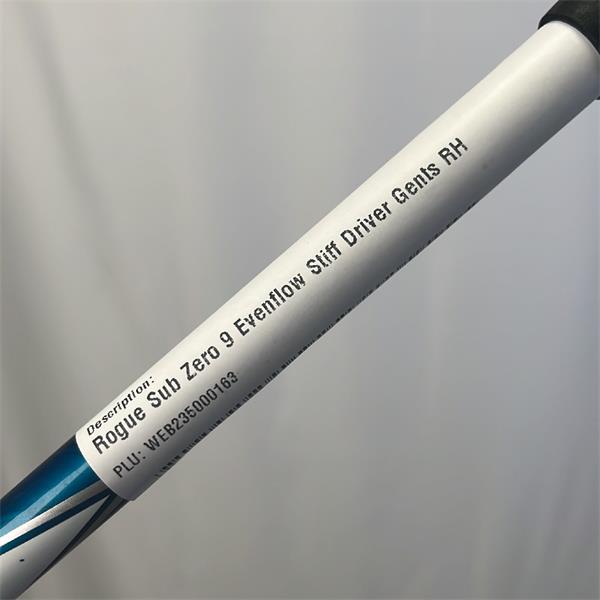 Description:
Rogue Sub Zero 9 Evenflow Stiff Driver Gents RH
PLU: WEB235000163